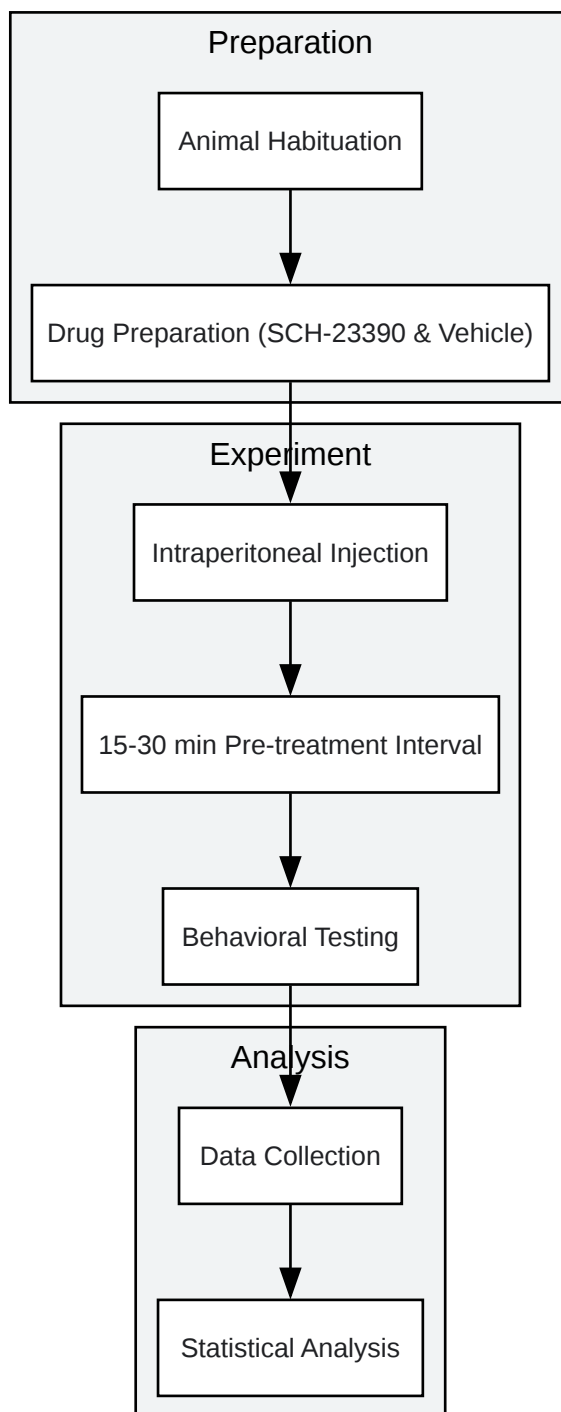 Preparation
Animal Habituation
Drug Preparation (SCH-23390 & Vehicle)
Experiment
Intraperitoneal Injection
15-30 min Pre-treatment Interval
Behavioral Testing
Analysis
Data Collection
Statistical Analysis